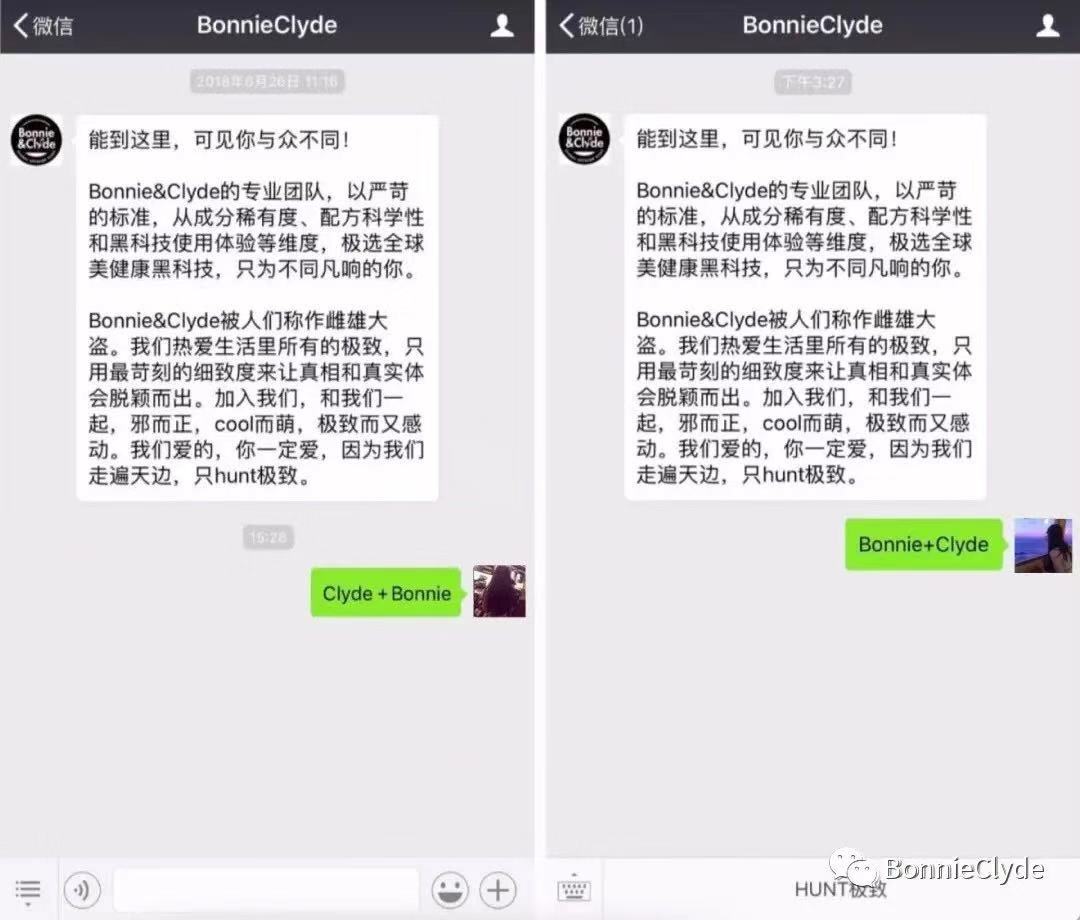 微信
BonnieClyde
2018年6月26日 11:16
Bonnie
&Clyde
能到这里，可见你与众不同！
Bonnie&Clyde的专业团队，以严苛
的标准，从成分稀有度、配方科学性
和黑科技使用体验等维度，极选全球
美健康黑科技，只为不同凡响的你。
Bonnie&Clyde被人们称作雌雄大
盗。我们热爱生活里所有的极致，只
用最苛刻的细致度来让真相和真实体
会脱颖而出。加入我们，和我们一
起，邪而正，cool而萌，极致而又感
动。我们爱的，你一定爱，因为我们
走遍天边，只hunt极致。
15:28
Clyde + Bonnie
微信(1)
BonnieClyde
下午3:27
Bonnie
&Clyde
能到这里，可见你与众不同！
Bonnie&Clyde的专业团队，以严苛
的标准，从成分稀有度、配方科学性
和黑科技使用体验等维度，极选全球
美健康黑科技，只为不同凡响的你。
Bonnie&Clyde被人们称作雌雄大
盗。我们热爱生活里所有的极致，只
用最苛刻的细致度来让真相和真实体
会脱颖而出。加入我们，和我们一
起，邪而正，cool而萌，极致而又感
动。我们爱的，你一定爱，因为我们
走遍天边，只hunt极致。
Bonnie+Clyde
BonnieClyde
HUNT极致